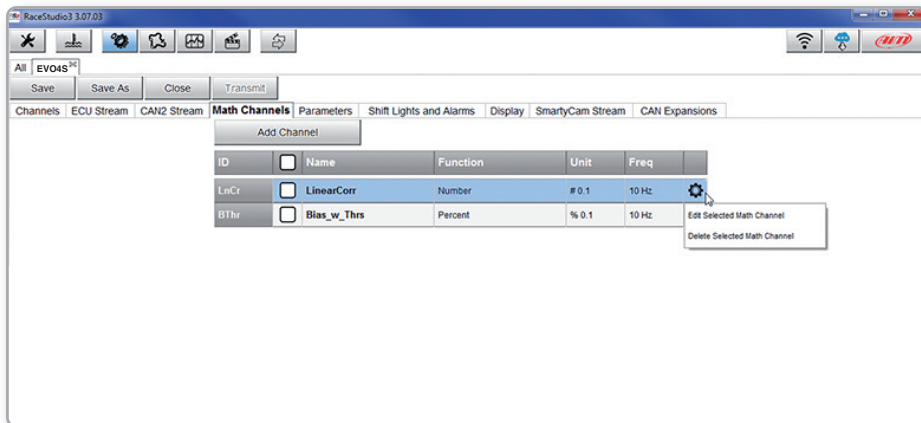 RaceStudio3 3.07.03
AiM
All EVO4S
Save Save As Close Transmit
Channels ECU Stream CAN2 Stream Math Channels Parameters Shift Lights and Alarms Display SmartyCam Stream CAN Expansions
Add Channel
ID Name Function Unit Freq
LnCr LinearCorr Number # 0.1 10 Hz
BThr Bias_w_Thrs Percent % 0.1 10 Hz
Edit Selected Math Channel
Delete Selected Math Channel